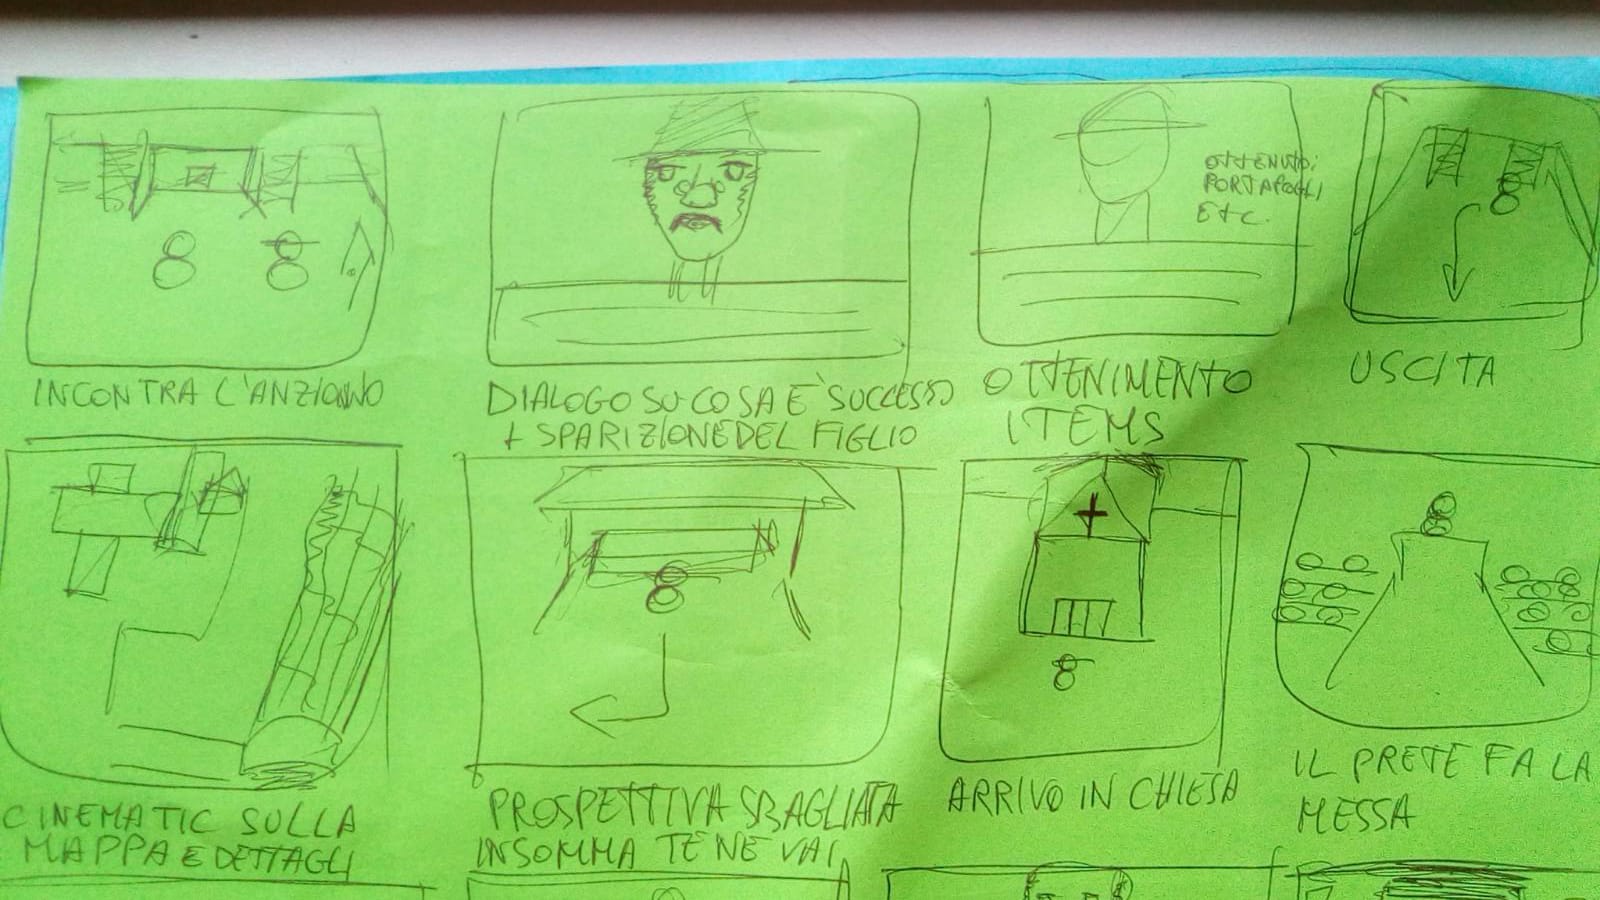 INCONTRA L'ANZIANO
DIALOGO SU COSA È SUCCESSO
+ SPARIZIONE DEL FIGLIO
OTTENUTO:
PORTAFOGLI
Etc.
OTTENIMENTO
ITEMS
USCITA
CINEMATIC SULLA
MAPPA E DETTAGLI
PROSPETTIVA SBAGLIATA
INSOMMA TE NE VAI
ARRIVO IN CHIESA
IL PRETE FA LA
MESSA